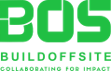 BOS
BUILDOFFSITE
COLLABORATING FOR IMPACT